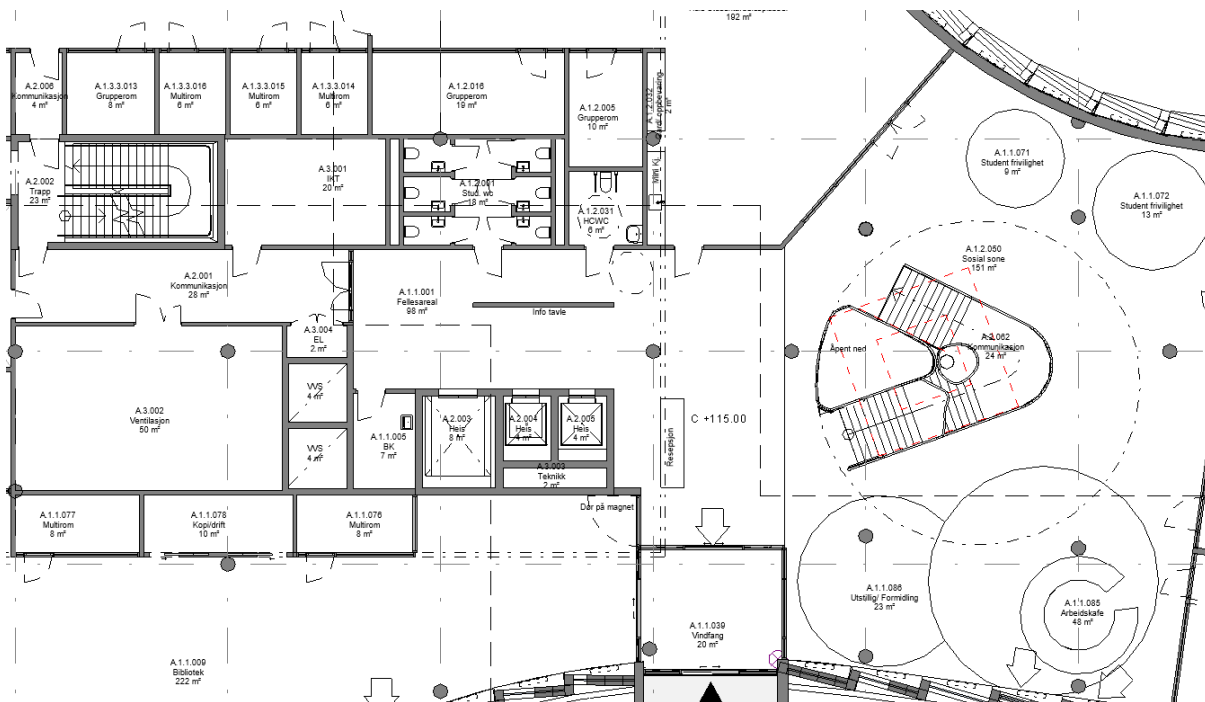 192 m²
A.2.006
Kommunikasjon
4 m²
A.1.3.3.013
Grupperom
8 m²
A.1.3.3.016
Multirom
6 m²
A.1.3.3.015
Multirom
6 m²
A.1.3.3.014
Multirom
6 m²
A.1.2.016
Grupperom
19 m²
A.1.2.005
Grupperom
10 m²
A.1.2.032
2 m²
Mini Kj.
A.1.1.071
Student frivilighet
9 m²
A.1.1.072
Student frivilighet
13 m²
A.2.002
Trapp
23 m²
A.3.001
IKT
20 m²
A.1.2.001
Stud. wc
18 m²
A.1.2.031
HCWC
6 m²
A.1.2.050
Sosial sone
151 m²
A.2.001
Kommunikasjon
28 m²
A.1.1.001
Fellesareal
98 m²
Info tavle
A.3.004
EL
2 m²
A.2.062
Kommunikasjon
24 m²
Åpent ned
VVS
4 m²
A.3.002
Ventilasjon
50 m²
A.1.1.005
BK
7 m²
A.2.003
Heis
8 m²
A.2.004
Heis
4 m²
A.2.005
Heis
4 m²
C +115.00
Resepsjon
VVS
4 m²
A.3.003
Teknikk
2 m²
Dør på magnet
A.1.1.077
Multirom
8 m²
A.1.1.078
Kopi/drift
10 m²
A.1.1.076
Multirom
8 m²
A.1.1.086
Utstillig/ Formidling
23 m²
A.1.1.085
Arbeidskafe
48 m²
A.1.1.039
Vindfang
20 m²
A.1.1.009
Bibliotek
222 m²